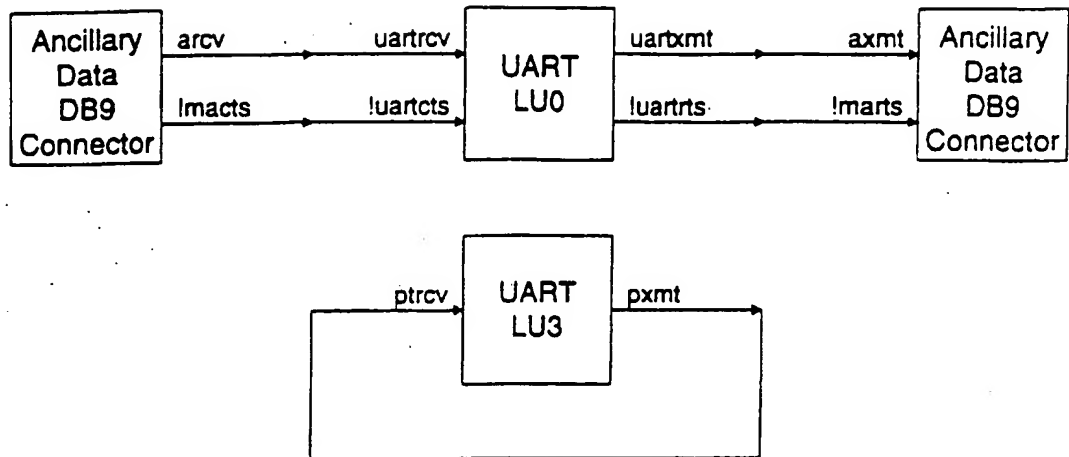 Ancillary
Data
DB9
Connector
arcv
uartrcv
!macts
!uartcts
UART
LU0
uartxmt
axmt
!uartrts
!marts
Ancillary
Data
DB9
Connector
ptrcv
UART
LU3
pxmt